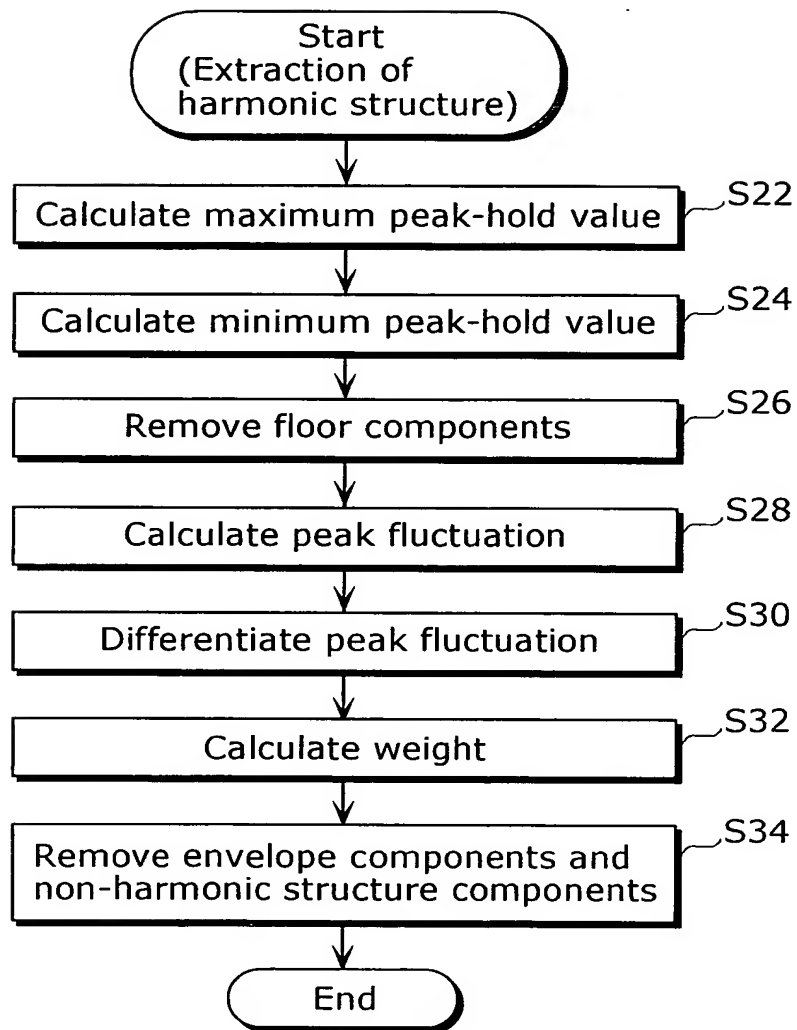 Start
(Extraction of
harmonic structure)
Calculate maximum peak-hold value
S22
Calculate minimum peak-hold value
S24
Remove floor components
S26
Calculate peak fluctuation
S28
Differentiate peak fluctuation
S30
Calculate weight
S32
Remove envelope components and
non-harmonic structure components
S34
End